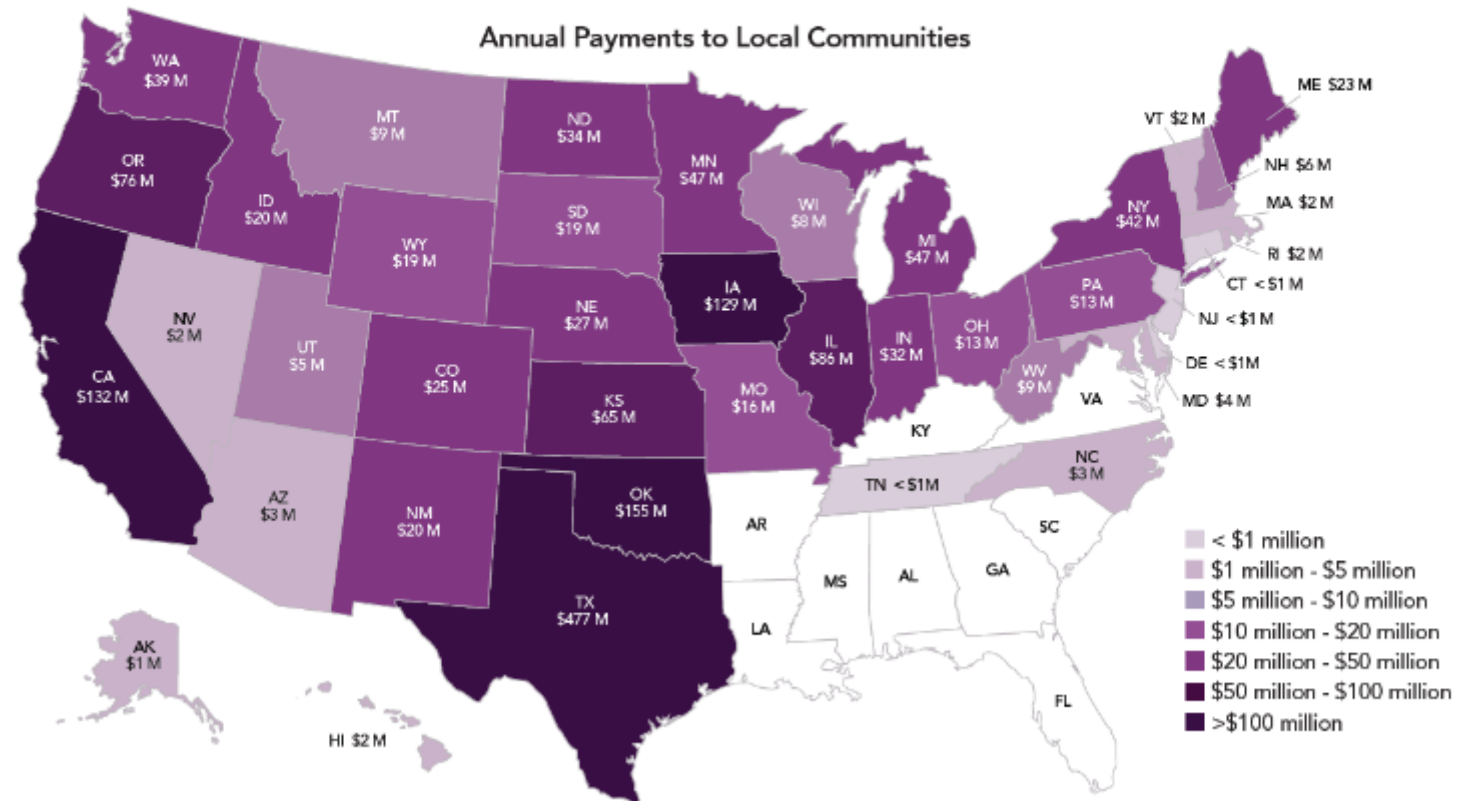 Annual Payments to Local Communities
WA
$39 M
OR
$76 M
CA
$132 M
ID
$20 M
NV
$2 M
MT
$9 M
WY
$19 M
UT
$5 M
AZ
$3 M
CO
$25 M
NM
$20 M
ND
$34 M
SD
$19 M
NE
$27 M
KS
$65 M
OK
$155 M
TX
$477 M
MN
$47 M
IA
$129 M
MO
$16 M
AR
LA
WI
$8 M
IL
$86 M
MI
$47 M
IN
$32 M
OH
$13 M
KY
TN < $1M
MS
AL
GA
FL
SC
NC
$3 M
VA
WV
$9 M
PA
$13 M
NY
$42 M
VT $2 M
ME $23 M
NH $6 M
MA $2 M
RI $2 M
CT < $1 M
NJ < $1 M
DE < $1M
MD $4 M
AK
$1 M
HI $2 M
< $1 million
$1 million - $5 million
$5 million - $10 million
$10 million - $20 million
$20 million - $50 million
$50 million - $100 million
>$100 million